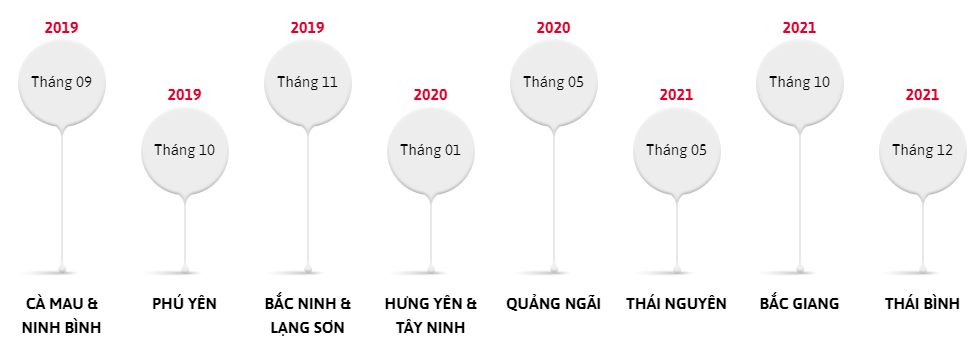 2019
Tháng 09
CÀ MAU &
NINH BÌNH
2019
Tháng 10
PHÚ YÊN
2019
Tháng 11
BẮC NINH &
LẠNG SƠN
2020
Tháng 01
HƯNG YÊN &
TÂY NINH
2020
Tháng 05
QUẢNG NGÃI
2021
Tháng 05
THÁI NGUYÊN
2021
Tháng 10
BẮC GIANG
2021
Tháng 12
THÁI BÌNH